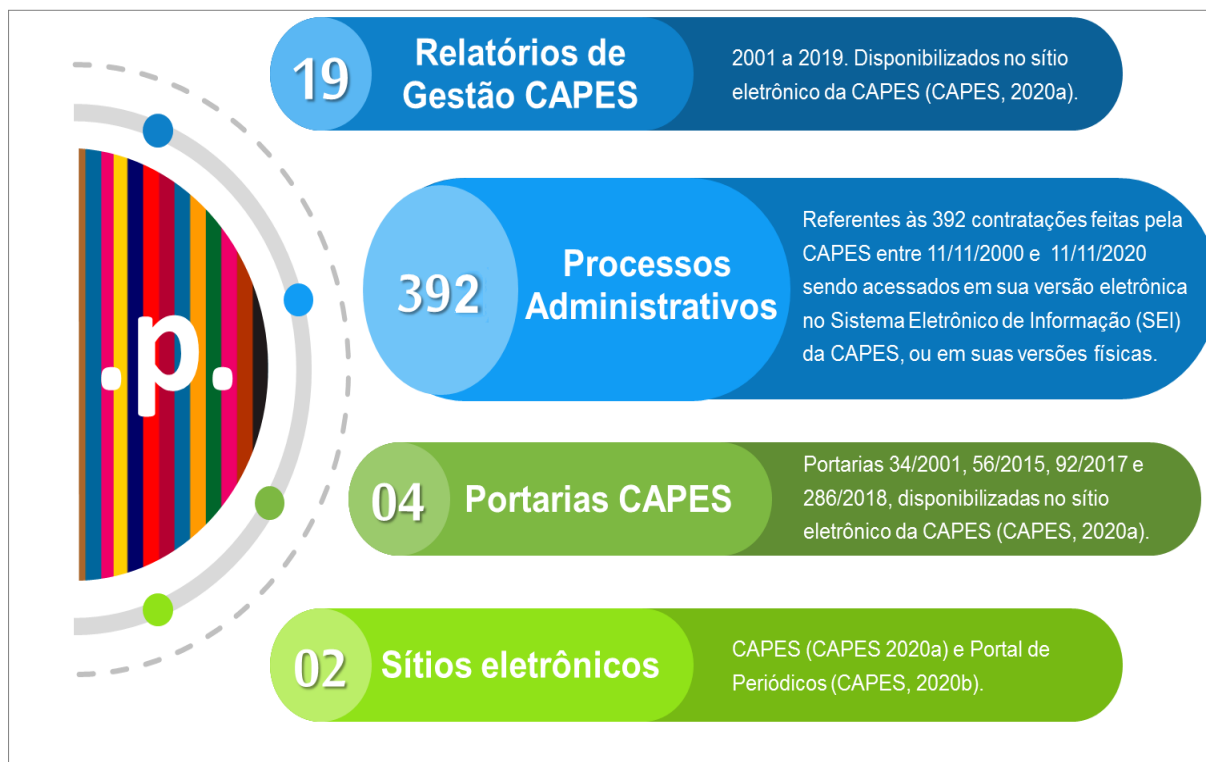 19
Relatórios de
Gestão CAPES
2001 a 2019. Disponibilizados no sítio
eletrônico da CAPES (CAPES, 2020a).
392
Processos
Administrativos
Referentes às 392 contratações feitas pela
CAPES entre 11/11/2000 e 11/11/2020
sendo acessados em sua versão eletrônica
no Sistema Eletrônico de Informação (SEI)
da CAPES, ou em suas versões físicas.
.p.
04
Portarias CAPES
Portarias 34/2001, 56/2015, 92/2017 e
286/2018, disponibilizadas no sítio
eletrônico da CAPES (CAPES, 2020a).
02
Sítios eletrônicos
CAPES (CAPES 2020a) e Portal de
Periódicos (CAPES, 2020b).